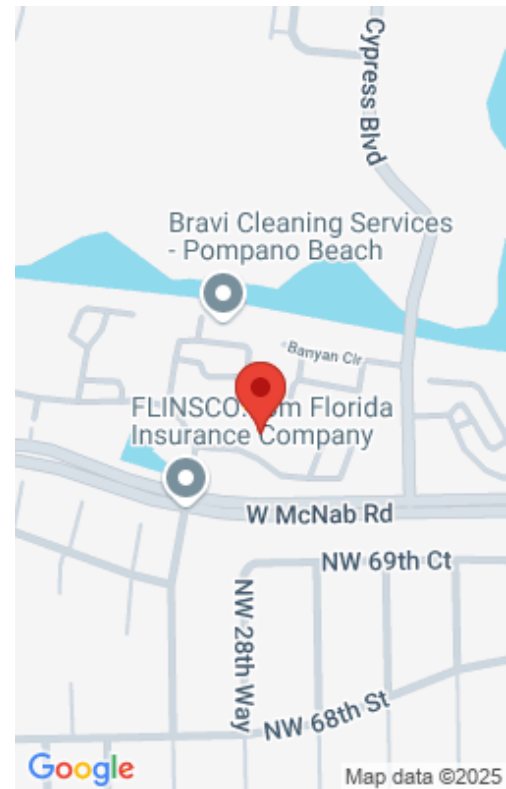 Cypress Blvd
Bravi Cleaning Services
- Pompano Beach
Banyan Cir
FLINSCO. m Florida
Insurance Company
W McNab Rd
NW 69th Ct
NW 28th Way
NW 68th St
Google
Map data ©2025